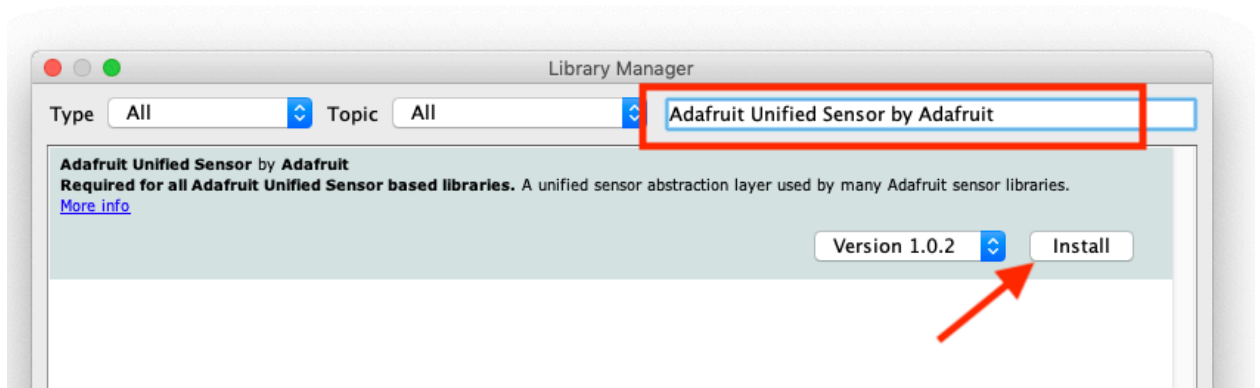 Library Manager
Type All Topic All Adafruit Unified Sensor by Adafruit
Adafruit Unified Sensor by Adafruit
Required for all Adafruit Unified Sensor based libraries. A unified sensor abstraction layer used by many Adafruit sensor libraries.
More info
Version 1.0.2 Install